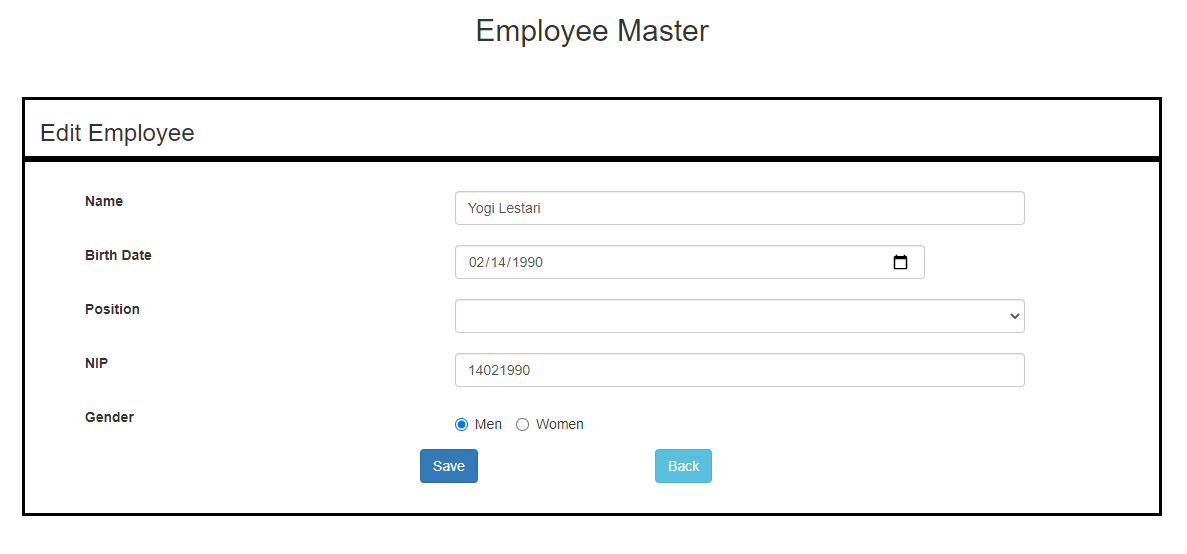 Employee Master
Edit Employee
Name
Yogi Lestari
Birth Date
02/14/1990
Position
NIP
14021990
Gender
Men Women
Save Back